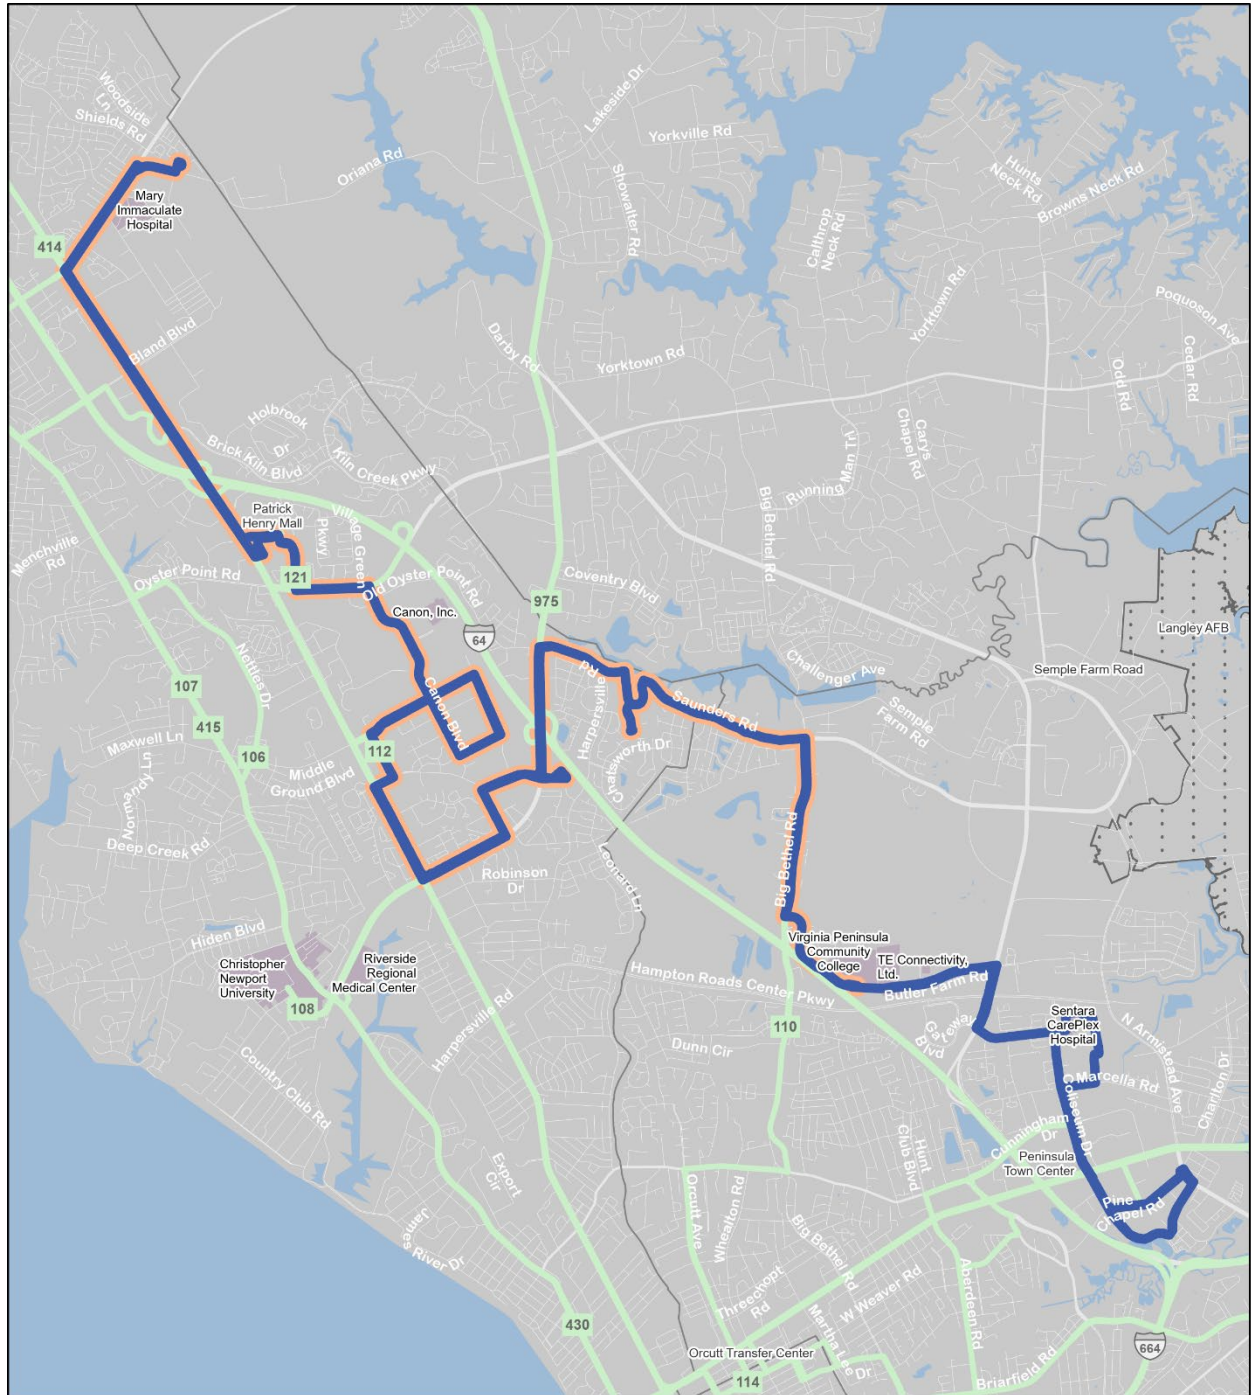 Woodside
Ln
Shields Rd
Lakeside Dr
Yorkville Rd
Oriana Rd
Showalter Rd
Hunts
Neck Rd
Browns Neck Rd
Mary
Immaculate
Hospital
414
Calthrop
Neck Rd
Yorktown Rd
Poquoson Ave
Bland Blvd
Darby Rd
Yorktown Rd
Odd Rd
Cedar Rd
Holbrook
Dr
Carys
Chapel Rd
Brick Kiln Blvd
Kiln Creek Pkwy
Running Man Trl
Big Bethel Rd
Patrick
Henry Mall
Village Green
Pkwy
Menchville
Rd
Oyster Point Rd
121
Old Oyster Point Rd
Coventry Blvd
975
Canon, Inc.
64
Langley AFB
Challenger Ave
Semple Farm Road
Nettles Dr
Harpersville Rd
Saunders Rd
Semple
Farm Rd
107
415
Canon Blvd
Maxwell Ln
106
112
Chatsworth Dr
Middle
Ground Blvd
Normandy Ln
Deep Creek Rd
Big Bethel Rd
Robinson
Dr
Leonard Ln
Hiden Blvd
Christopher
Newport
University
Riverside
Regional
Medical Center
108
Virginia Peninsula
Community
College
TE Connectivity,
Ltd.
Hampton Roads Center Pkwy
Butler Farm Rd
Harpersville Rd
110
Gateway
Blvd
Sentara
CarePlex
Hospital
N Armistead Ave
Dunn Cir
Country Club Rd
Marcella Rd
Coliseum Dr
Charlton Dr
Cunningham
Dr
Hunt
Club Blvd
Peninsula
Town Center
Export
Cir
Orcutt Ave
Wheaton Rd
Pine
Chapel Rd
James River Dr
Big Bethel Rd
Aberdeen Rd
Threechopt
Rd
W Weaver Rd
Martha Lee
Dr
430
Orcutt Transfer Center
664
114
Briarfield Rd